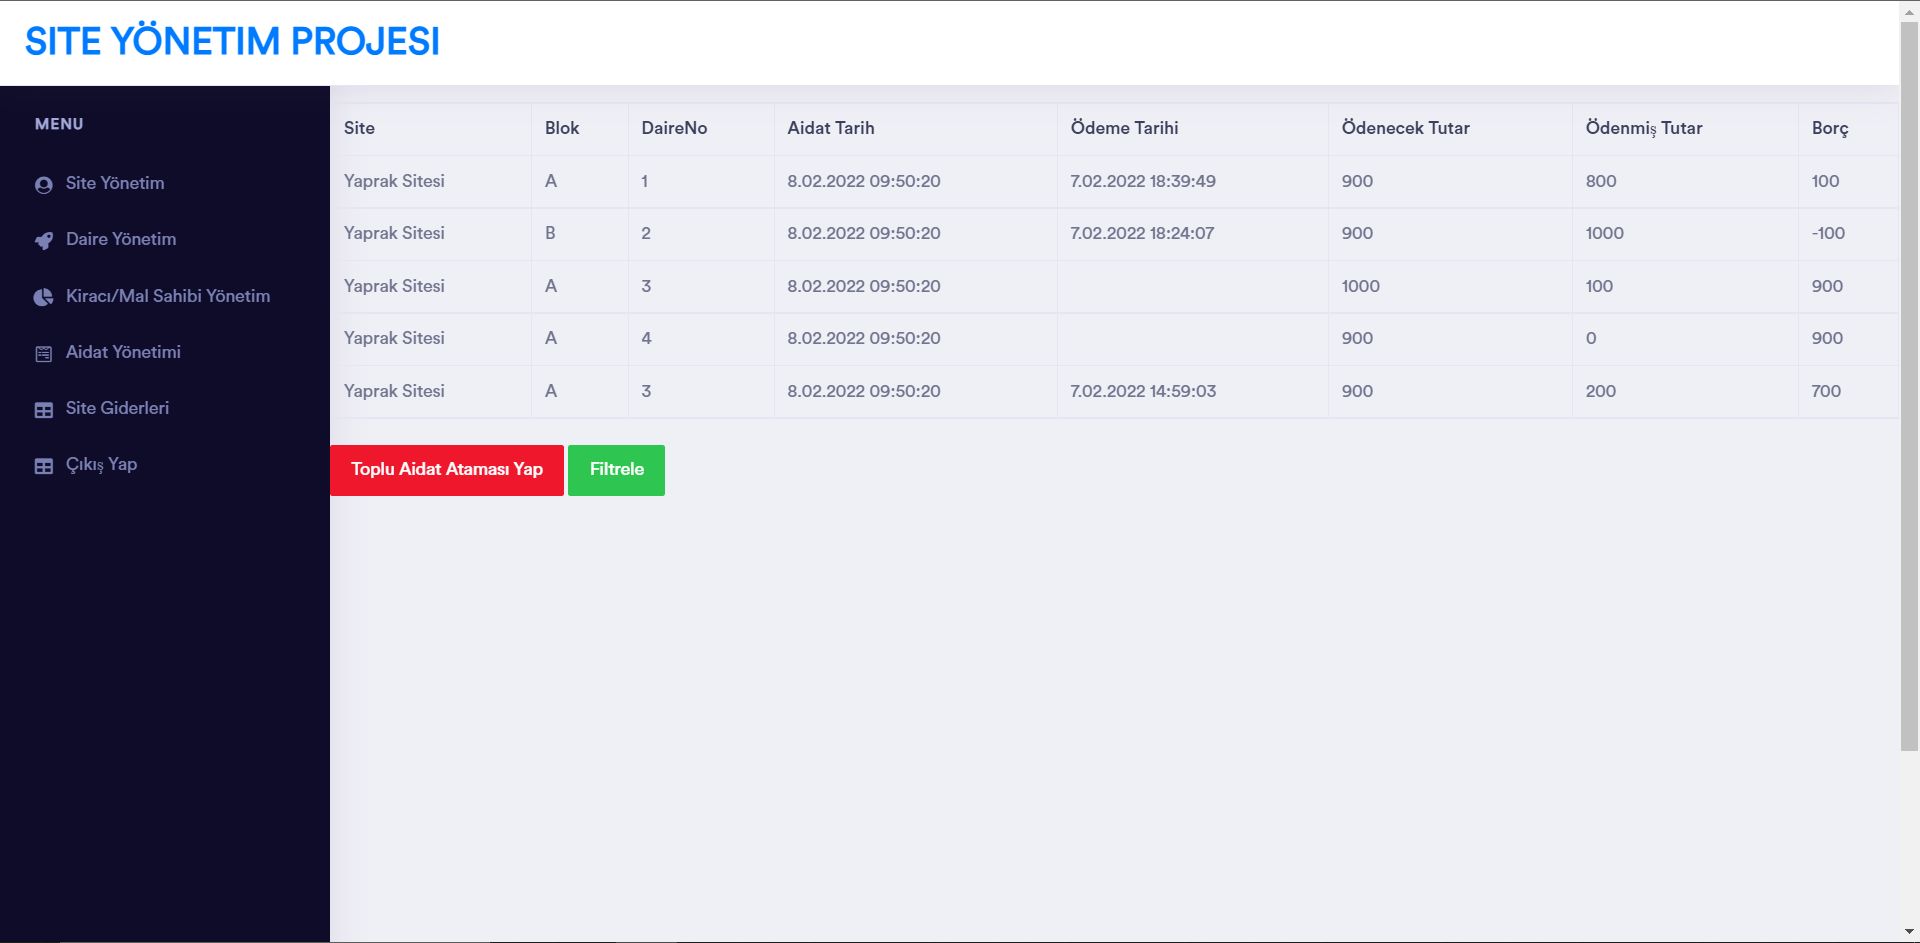 SITE YÖNETIM PROJESI
MENU
Site Yönetim
Daire Yönetim
Kiracı/Mal Sahibi Yönetim
Aidat Yönetimi
Site Giderleri
Çıkış Yap
Site Blok DaireNo Aidat Tarih Ödeme Tarihi Ödenecek Tutar Ödenmiş Tutar Borç
Yaprak Sitesi A 1 8.02.2022 09:50:20 7.02.2022 18:39:49 900 800 100
Yaprak Sitesi B 2 8.02.2022 09:50:20 7.02.2022 18:24:07 900 1000 -100
Yaprak Sitesi A 3 8.02.2022 09:50:20 1000 100 900
Yaprak Sitesi A 4 8.02.2022 09:50:20 900 0 900
Yaprak Sitesi A 3 8.02.2022 09:50:20 7.02.2022 14:59:03 900 200 700
Toplu Aidat Ataması Yap Filtrele